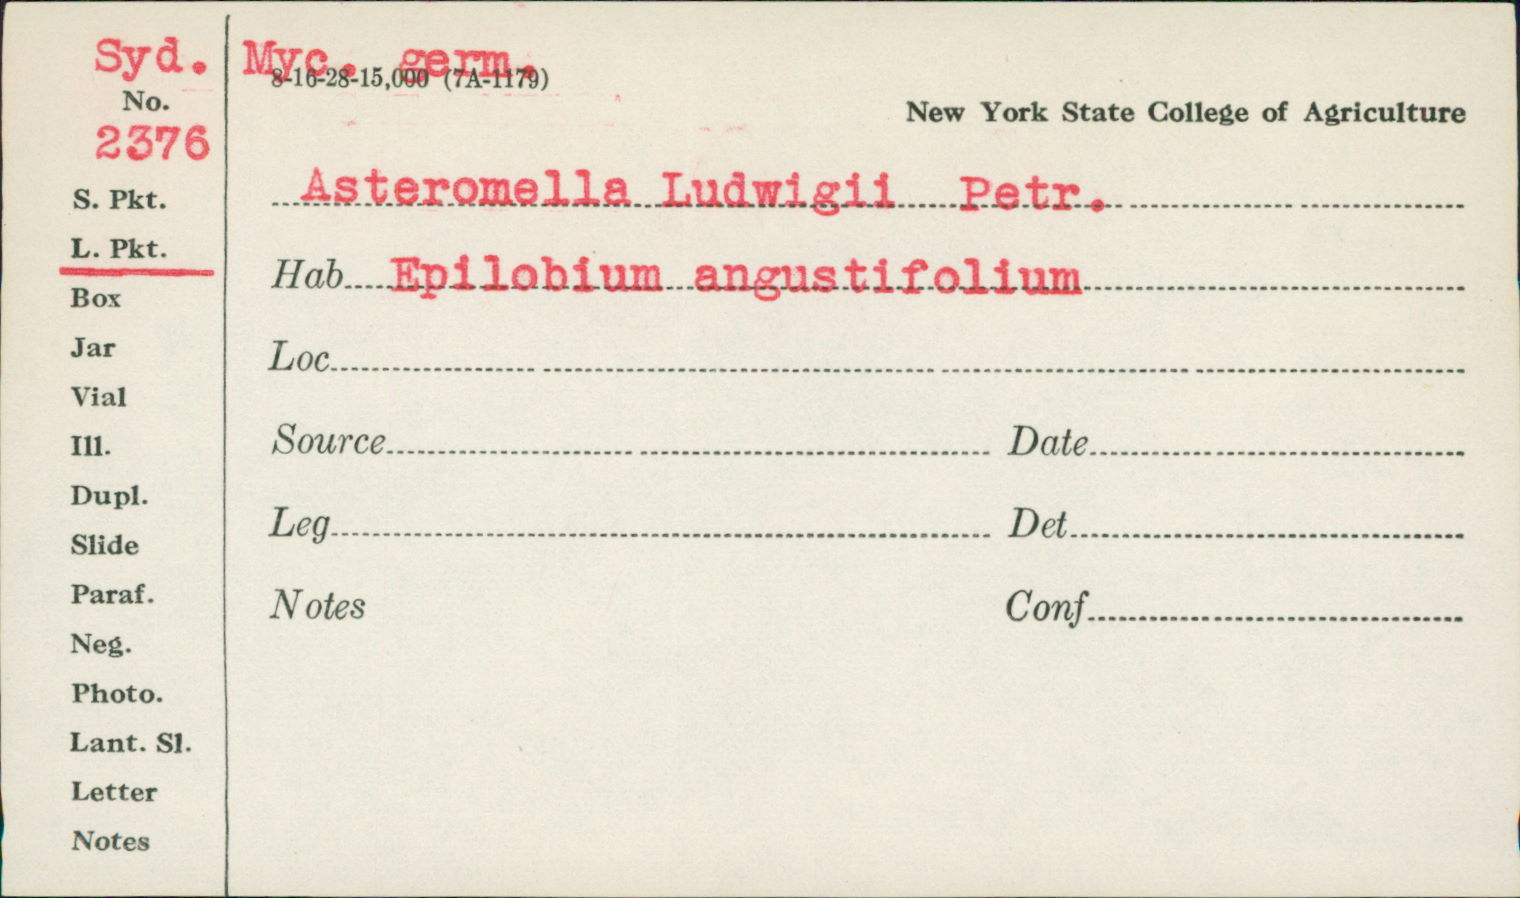 Syd. Myc. germ.
8-16-28-15,000 (7A-1179)
No.
2376
New York State College of Agriculture
S. Pkt.
L. Pkt.
Box
Jar
Vial
Ill.
Dupl.
Slide
Paraf.
Neg.
Photo.
Lant. Sl.
Letter
Notes
Asteromella Ludwigii Petr.
Hab Epilobium angustifolium
Loc
Source Date
Leg Det
Notes Conf